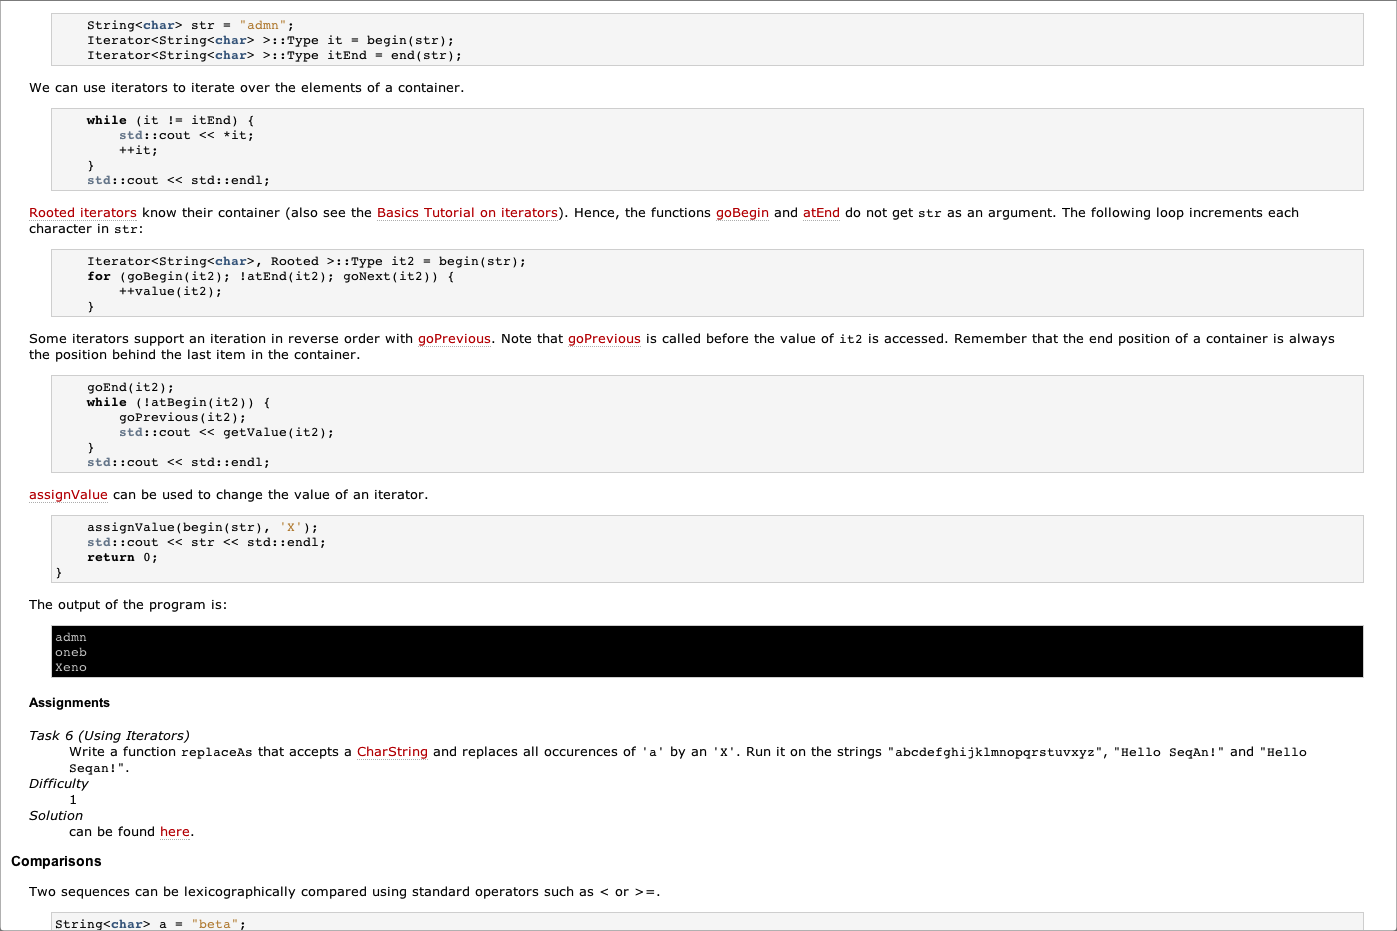 String<char> str = "admn";
Iterator<String<char> >::Type it = begin(str);
Iterator<String<char> >::Type itEnd = end(str);
We can use iterators to iterate over the elements of a container.
while (it != itEnd) {
std::cout << *it;
++it;
}
std::cout << std::endl;
Rooted iterators know their container (also see the Basics Tutorial on iterators). Hence, the functions goBegin and atEnd do not get str as an argument. The following loop increments each
character in str:
Iterator<String<char>, Rooted >::Type it2 = begin(str);
for (goBegin(it2); !atEnd(it2); goNext(it2)) {
++value(it2);
}
Some iterators support an iteration in reverse order with goPrevious. Note that goPrevious is called before the value of it2 is accessed. Remember that the end position of a container is always
the position behind the last item in the container.
goEnd(it2);
while (!atBegin(it2)) {
goPrevious(it2);
std::cout << getValue(it2);
}
std::cout << std::endl;
assignValue can be used to change the value of an iterator.
assignValue(begin(str), 'X');
std::cout << str << std::endl;
return 0;
}
The output of the program is:
admn
oneb
Xeno
Assignments
Task 6 (Using Iterators)
Write a function replaceAs that accepts a CharString and replaces all occurences of 'a' by an 'X'. Run it on the strings "abcdefghijklmnopqrstuvxyz", "Hello SeqAn!" and "Hello
Seqan!".
Difficulty
1
Solution
can be found here.
Comparisons
Two sequences can be lexicographically compared using standard operators such as < or >=.
String<char> a = "beta";